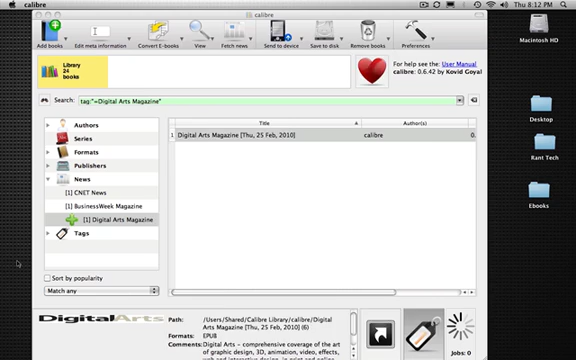 calibre
Thu 8:12 PM
calibre
Add books
Edit meta information
Convert E-books
View
Fetch news
Send to device
Save to disk
Remove books
Preferences
Macintosh HD
Library
24
books
For help see the: User Manual
calibre: 0.6.42 by Kovid Goyal
Search:
tag:"=Digital Arts Magazine"
Authors
Series
Formats
Publishers
News
[1] CNET News
[1] BusinessWeek Magazine
[1] Digital Arts Magazine
Tags
Title
Author(s)
1
Digital Arts Magazine [Thu, 25 Feb, 2010]
calibre
0.
Desktop
Rant Tech
Ebooks
Sort by popularity
Match any
DigitalArts
Path: /Users/Shared/Calibre Library/calibre/Digital
Arts Magazine [Thu, 25 Feb, 2010] (6)
Formats: EPUB
Comments: Digital Arts - comprehensive coverage of the
art of graphic design, 3D, animation, video, effects,
Jobs: 0